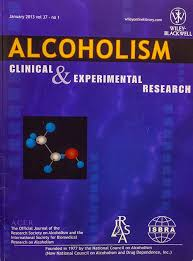 January 2013 vol 37 · no 1
wileyonlinelibrary.com
WILEY-
BLACKWELL
ALCOHOLISM
CLINICAL & EXPERIMENTAL
RESEARCH
ACER
The Official Journal of the
Research Society on Alcoholism and the
International Society for Biomedical
Research on Alcoholism
RSA
ISBRA
Founded in 1977 by the National Council on Alcoholism
(Now National Council on Alcoholism and Drug Dependence, Inc.)